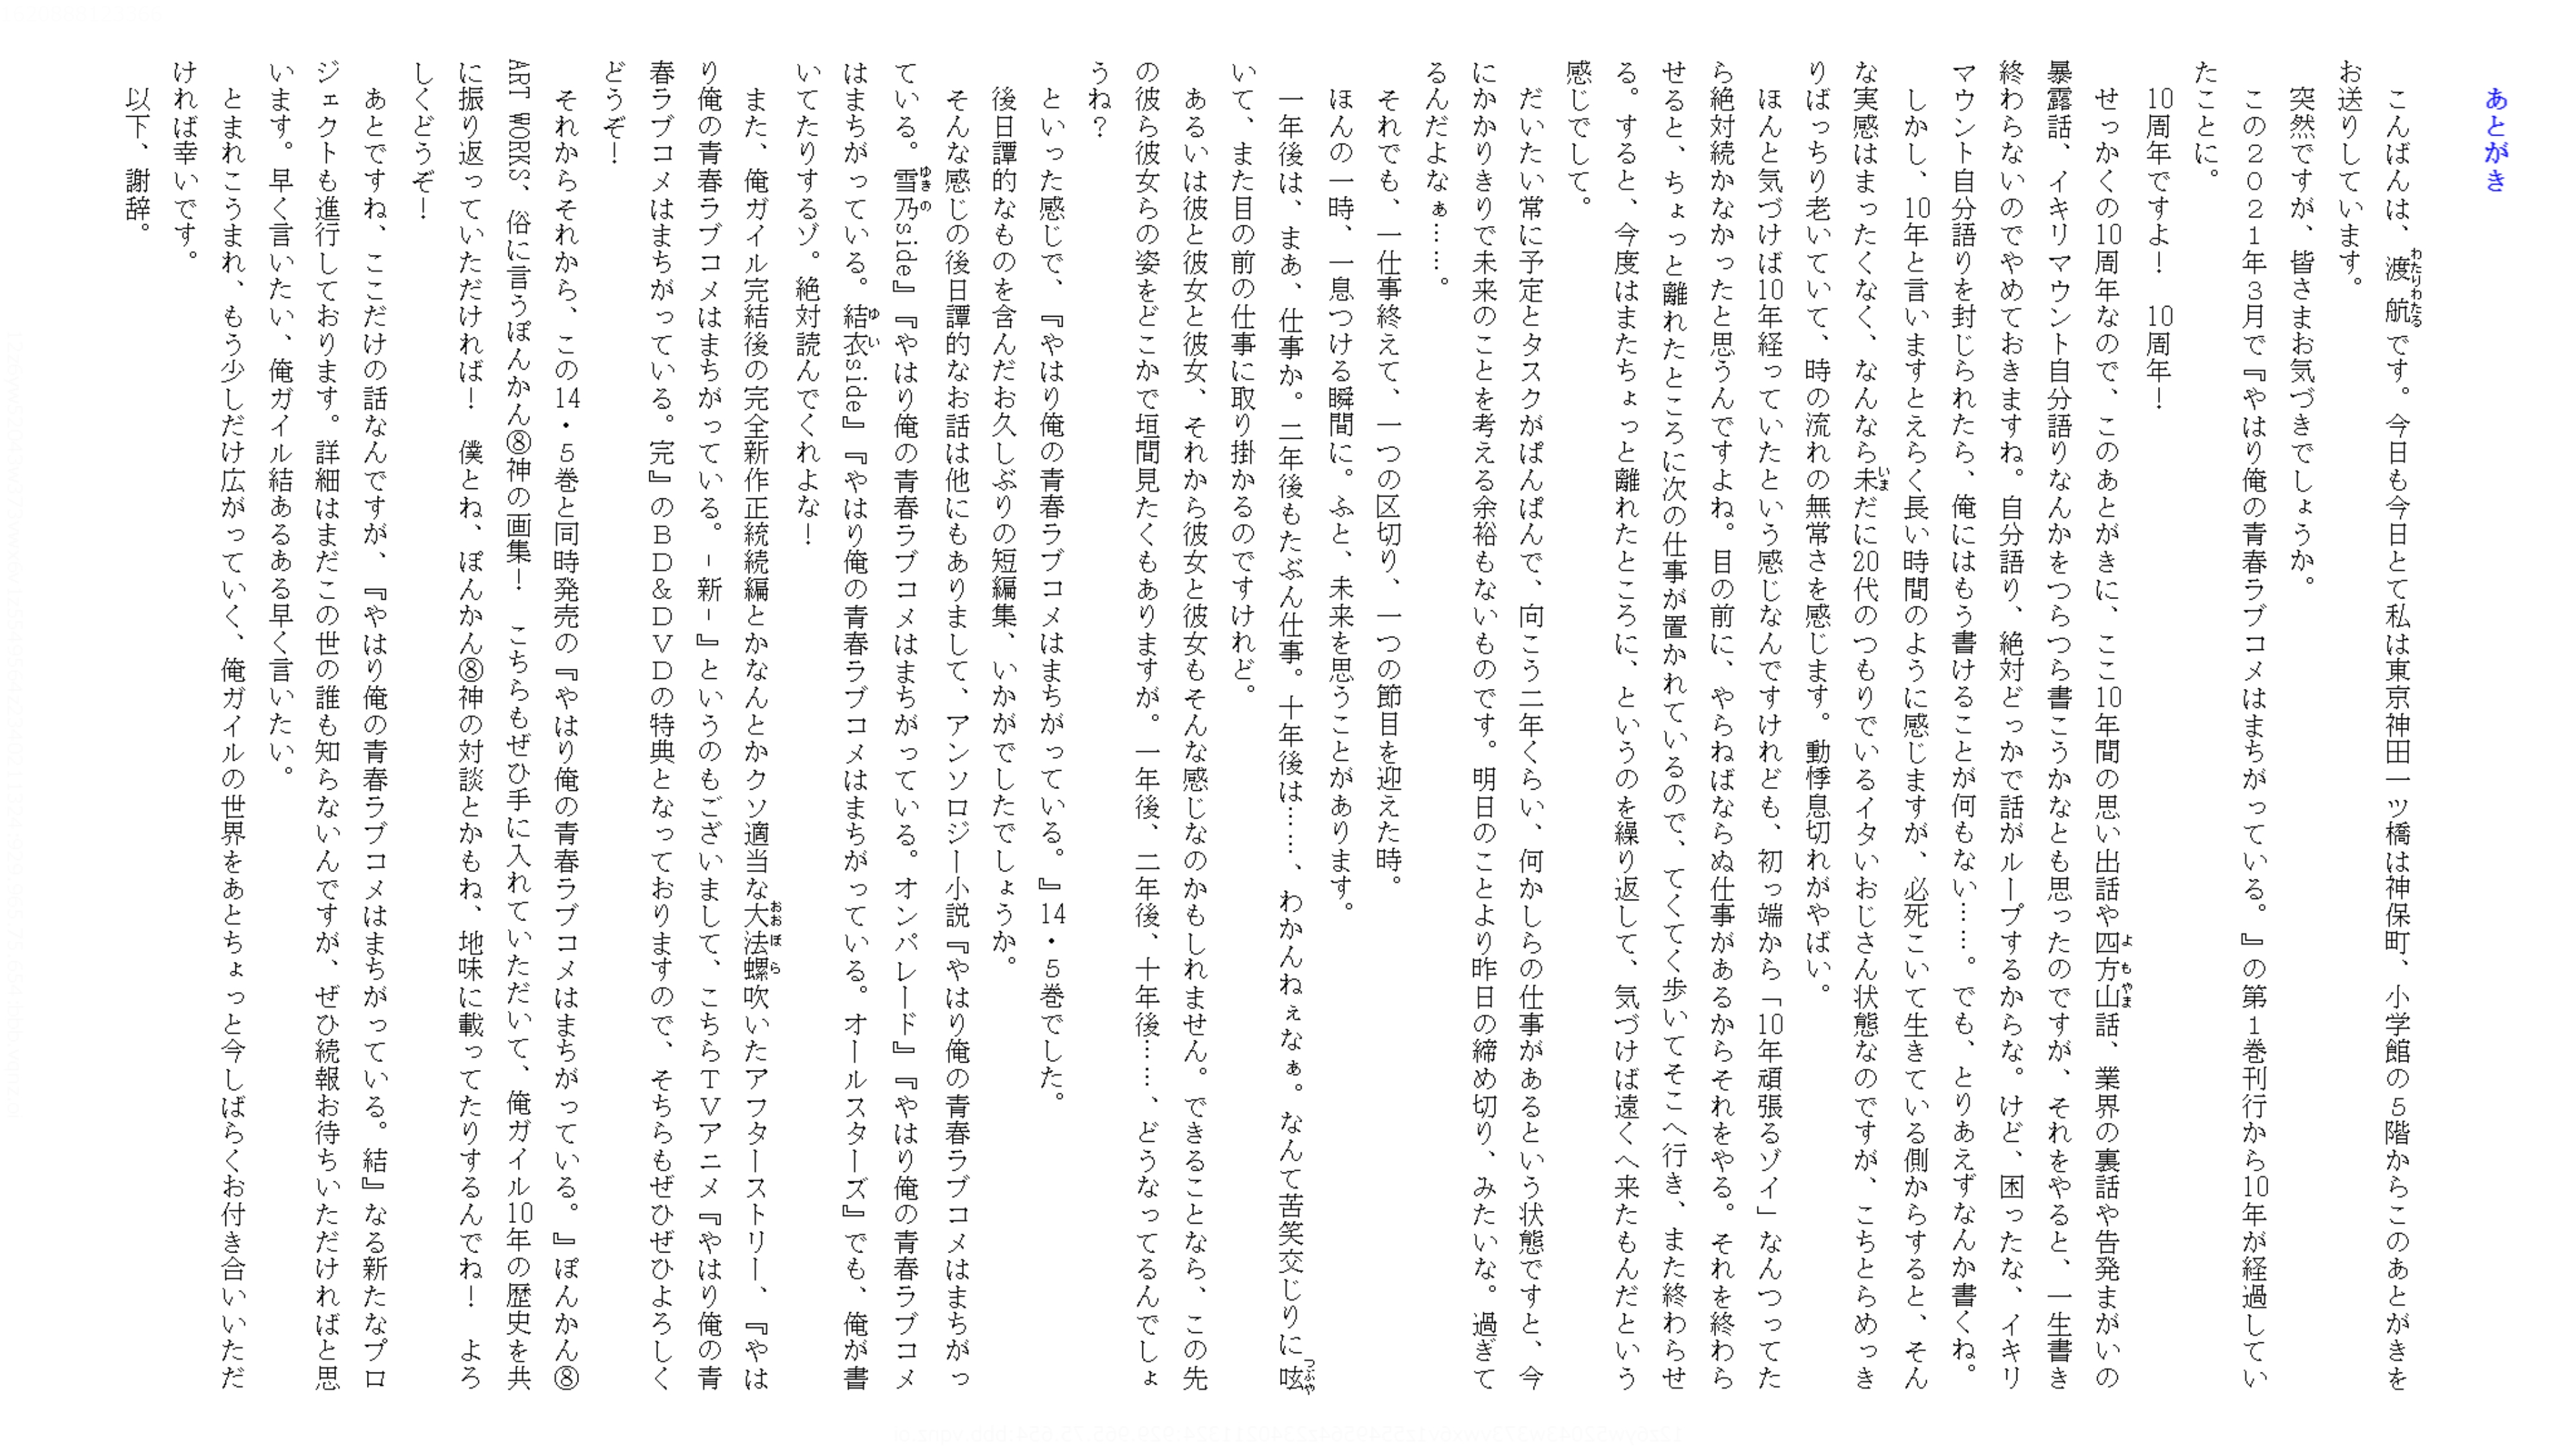 あとがき
こんばんは、渡航です。今日も今日とて私は東京神田一ツ橋は神保町、小学館の５階からこのあとがきを
お送りしています。
突然ですが、皆さまお気づきでしょうか。
この２０２１年３月で『やはり俺の青春ラブコメはまちがっている。』の第１巻刊行から10年が経過してい
たことに。
10周年ですよ！　10周年！
せっかくの10周年なので、このあとがきに、ここ10年間の思い出話や四方山話、業界の裏話や告発まがいの
暴露話、イキリマウント自分語りなんかをつらつら書こうかなとも思ったのですが、それをやると、一生書き
終わらないのでやめておきますね。自分語り、絶対どっかで話がループするからな。けど、困ったな、イキリ
マウント自分語りを封じられたら、俺にはもう書けることが何もない……。でも、とりあえずなんか書くね。
しかし、10年と言いますとえらく長い時間のように感じますが、必死こいて生きている側からすると、そん
な実感はまったくなく、なんなら未だに20代のつもりでいるイタいおじさん状態なのですが、こちとらめっき
りばっちり老いていて、時の流れの無常さを感じます。動悸息切れがやばい。
ほんと気づけば10年経っていたという感じなんですけれども、初っ端から「10年頑張るゾイ」なんつってた
ら絶対続かなかったと思うんですよね。目の前に、やらねばならぬ仕事があるからそれをやる。それを終わら
せると、ちょっと離れたところに次の仕事が置かれているので、てくてく歩いてそこへ行き、また終わらせ
る。すると、今度はまたちょっと離れたところに、というのを繰り返して、気づけば遠くへ来たもんだという
感じでして。
だいたい常に予定とタスクがぱんぱんで、向こう二年くらい、何かしらの仕事があるという状態ですと、今
にかかりきりで未来のことを考える余裕もないものです。明日のことより昨日の締め切り、みたいな。過ぎて
るんだよなぁ……。
それでも、一仕事終えて、一つの区切り、一つの節目を迎えた時。
ほんの一時、一息つける瞬間に。ふと、未来を思うことがあります。
一年後は、まあ、仕事か。二年後もたぶん仕事。十年後は……、わかんねぇなぁ。なんて苦笑交じりに呟
いて、また目の前の仕事に取り掛かるのですけれど。
あるいは彼と彼女と彼女、それから彼女と彼女もそんな感じなのかもしれません。できることなら、この先
の彼ら彼女らの姿をどこかで垣間見たくもありますが。一年後、二年後、十年後……、どうなってるんでしょ
うね？
といった感じで、『やはり俺の青春ラブコメはまちがっている。』14・５巻でした。
後日譚的なものを含んだお久しぶりの短編集、いかがでしたでしょうか。
そんな感じの後日譚的なお話は他にもありまして、アンソロジー小説『やはり俺の青春ラブコメはまちがっ
ている。雪乃side』『やはり俺の青春ラブコメはまちがっている。オンパレード』『やはり俺の青春ラブコメ
はまちがっている。結衣side』『やはり俺の青春ラブコメはまちがっている。オールスターズ』でも、俺が書
いてたりするゾ。絶対読んでくれよな！
また、俺ガイル完結後の完全新作正統続編とかなんとかクソ適当な大法螺吹いたアフターストーリー、『やは
り俺の青春ラブコメはまちがっている。－新－』というのもございまして、こちらＴＶアニメ『やはり俺の青
春ラブコメはまちがっている。完』のＢＤ＆ＤＶＤの特典となっておりますので、そちらもぜひぜひよろしく
どうぞ！
それからそれから、この14・５巻と同時発売の『やはり俺の青春ラブコメはまちがっている。』ぽんかん⑧
ART WORKS、俗に言うぽんかん⑧神の画集！　こちらもぜひ手に入れていただいて、俺ガイル10年の歴史を共
に振り返っていただければ！　僕とね、ぽんかん⑧神の対談とかもね、地味に載ってたりするんでね！　よろ
しくどうぞ！
あとですね、ここだけの話なんですが、『やはり俺の青春ラブコメはまちがっている。結』なる新たなプロ
ジェクトも進行しております。詳細はまだこの世の誰も知らないんですが、ぜひ続報お待ちいただければと思
います。早く言いたい、俺ガイル結あるある早く言いたい。
とまれこうまれ、もう少しだけ広がっていく、俺ガイルの世界をあとちょっと今しばらくお付き合いいただ
ければ幸いです。
以下、謝辞。